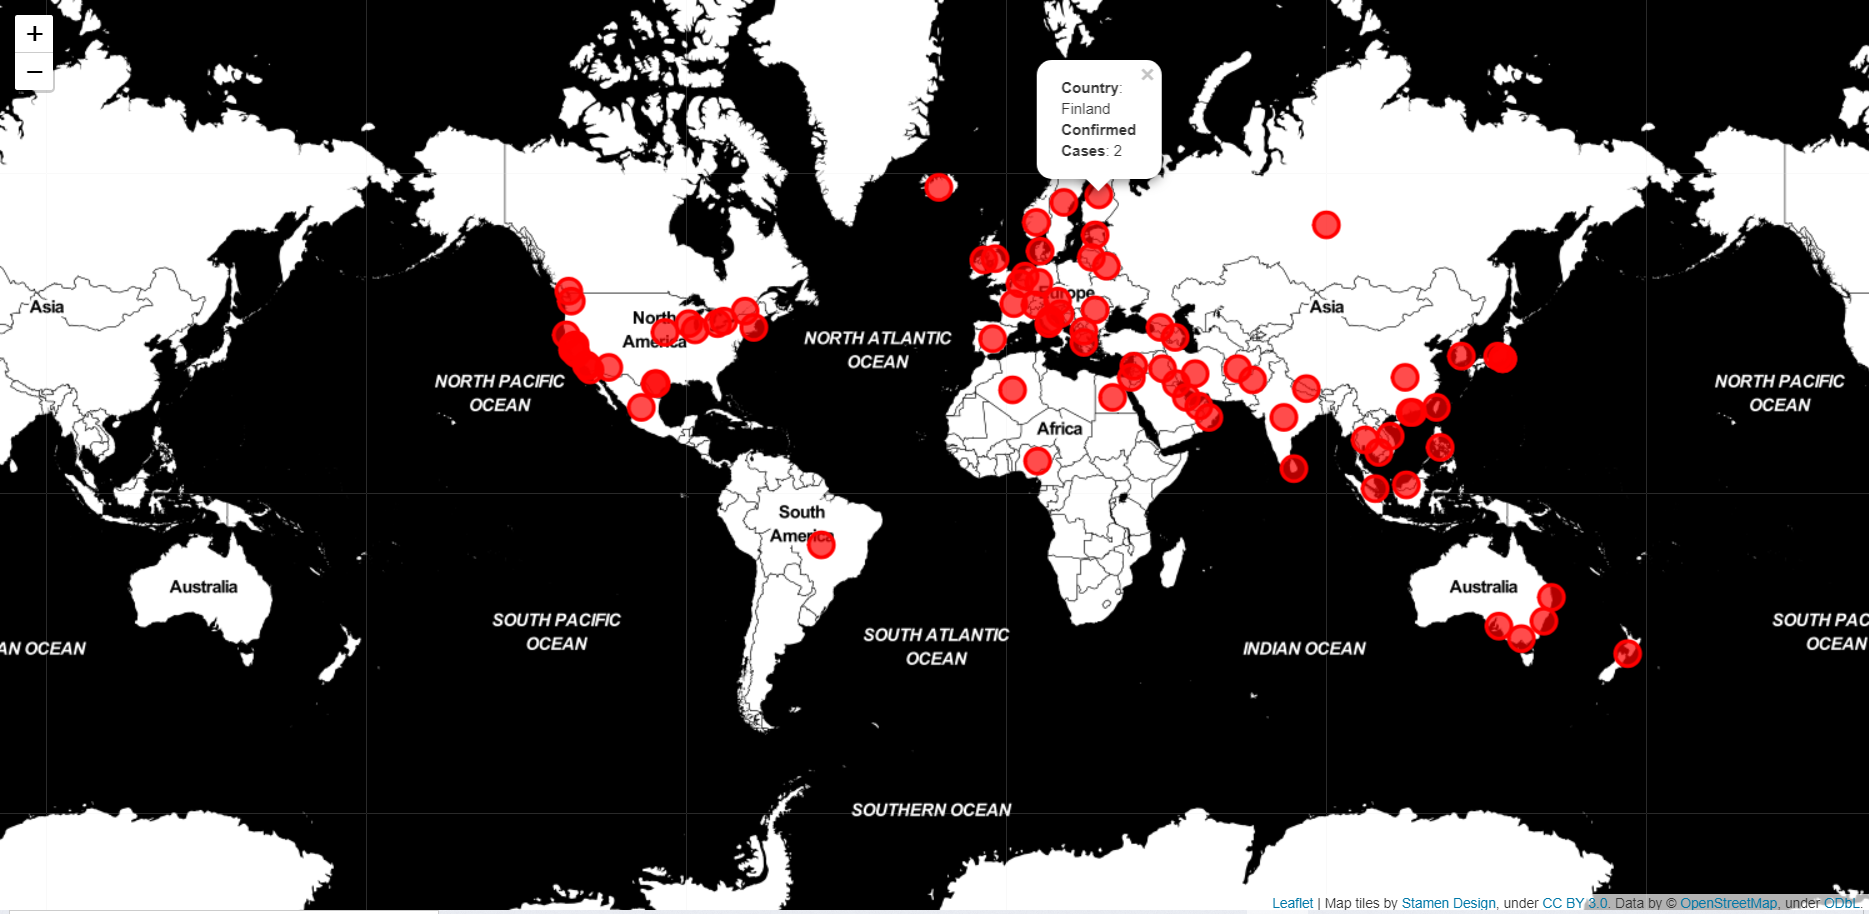 +
−
×
Country:
Finland
Confirmed
Cases: 2
Asia
North
America
NORTH ATLANTIC
OCEAN
Europe
Asia
NORTH PACIFIC
OCEAN
NORTH PACIFIC
OCEAN
Africa
South
America
Australia
Australia
SOUTH PACIFIC
OCEAN
SOUTH ATLANTIC
OCEAN
INDIAN OCEAN
SOUTH PAC
OCEAN
AN OCEAN
SOUTHERN OCEAN
Leaflet | Map tiles by Stamen Design, under CC BY 3.0. Data by © OpenStreetMap, under ODbL.